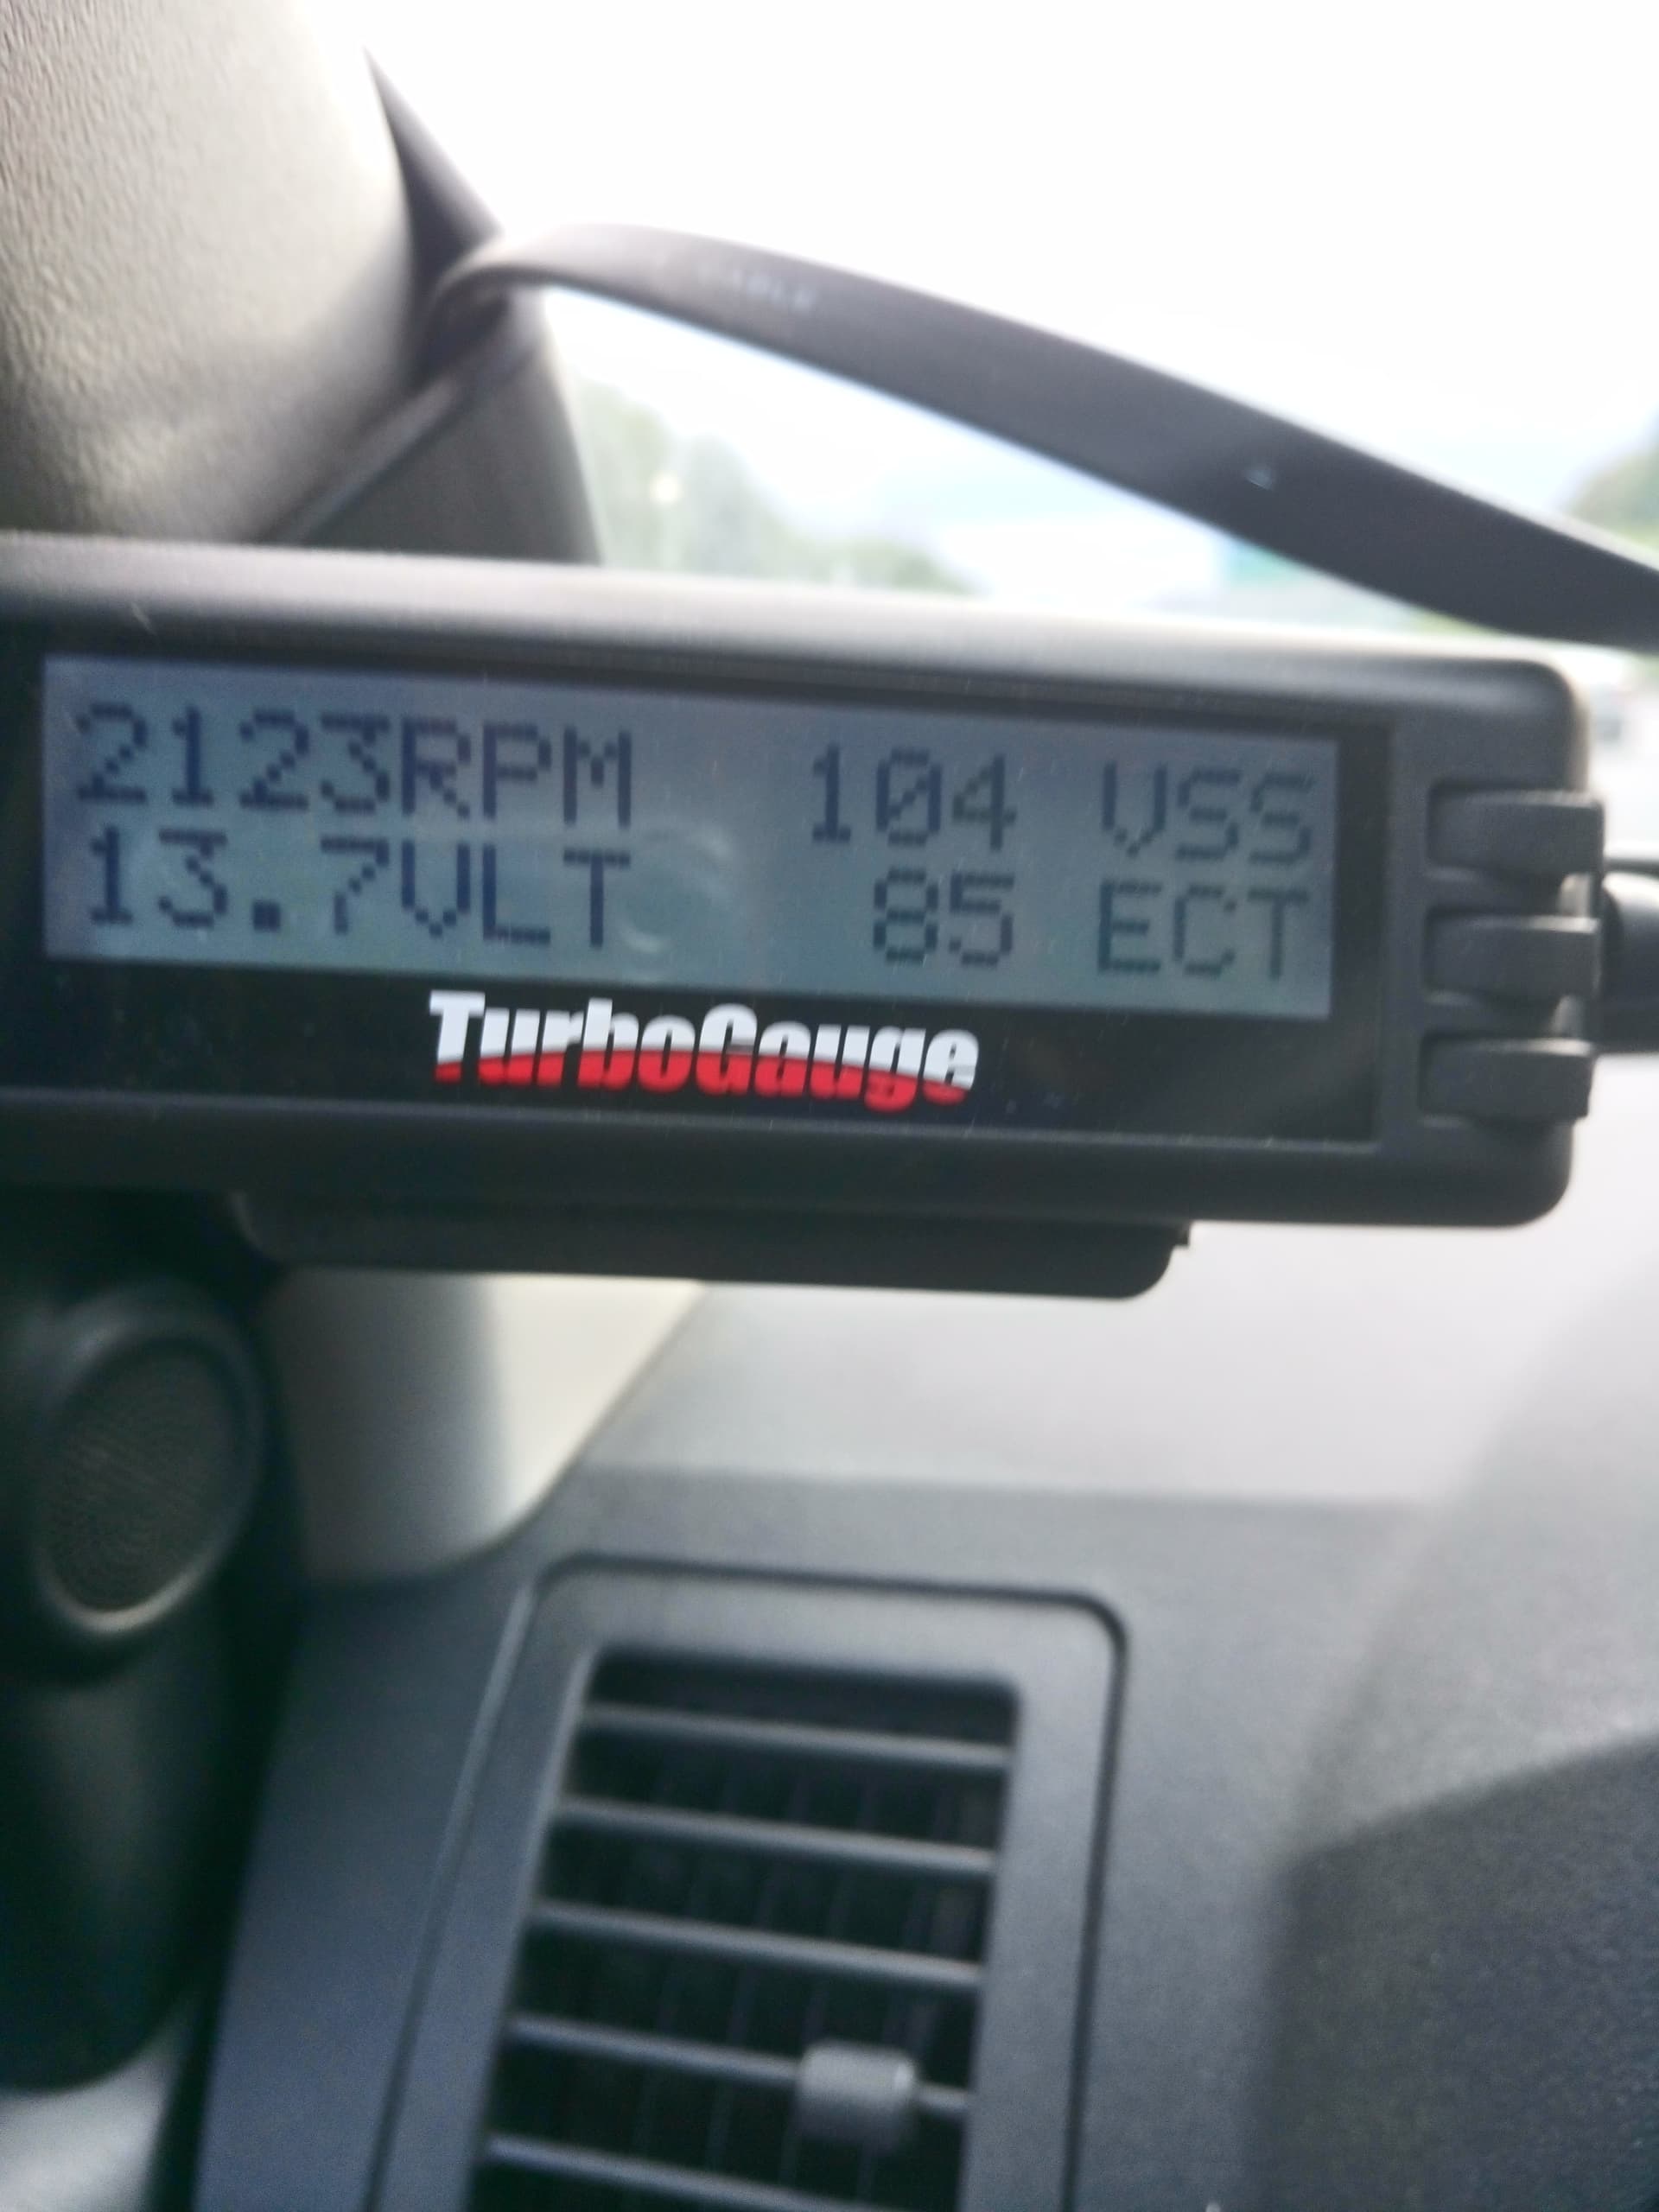 2123RPM 104 VSS
13.7VLT 85 ECT
TurboGauge